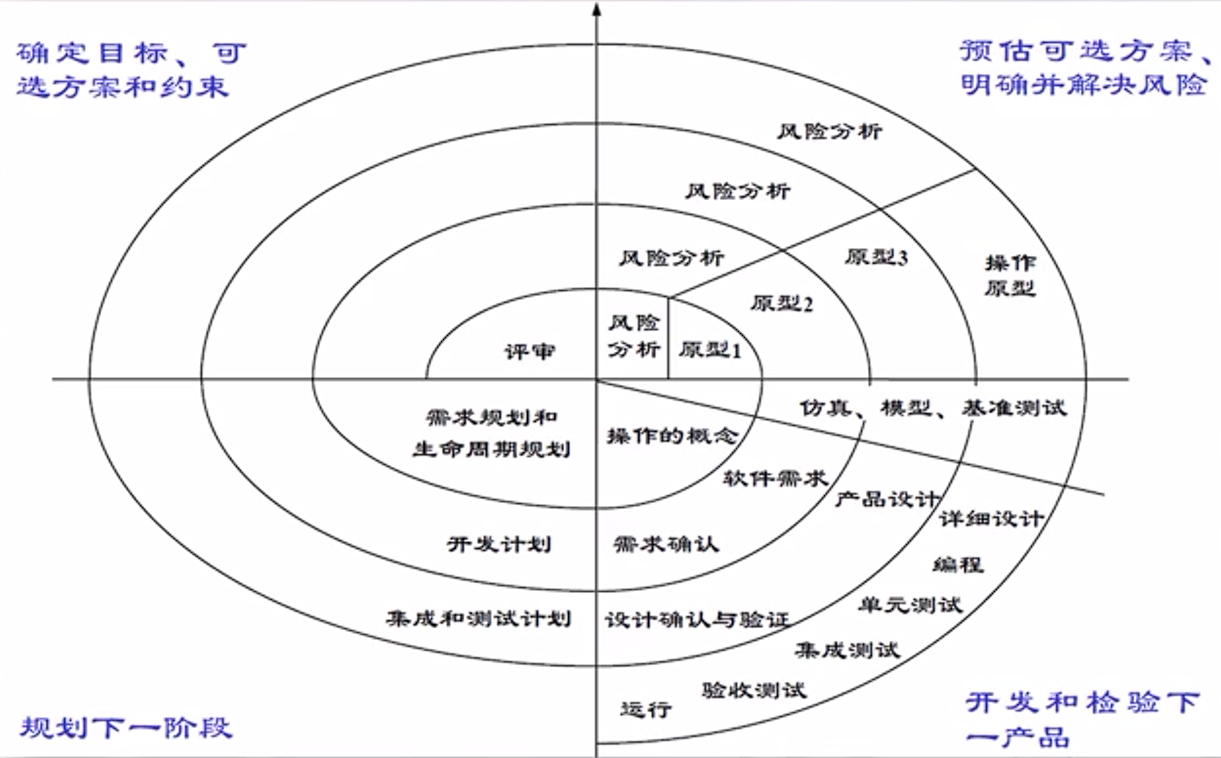 确定目标、可
选方案和约束
预估可选方案、
明确并解决风险
风险分析
风险分析
风险分析
风险
分析
原型1
原型2
原型3
操作
原型
评审
需求规划和
生命周期规划
操作的概念
仿真、模型、基准测试
软件需求
产品设计
详细设计
开发计划
需求确认
编程
集成和测试计划
设计确认与验证
单元测试
集成测试
验收测试
运行
规划下一阶段
开发和检验下
一产品